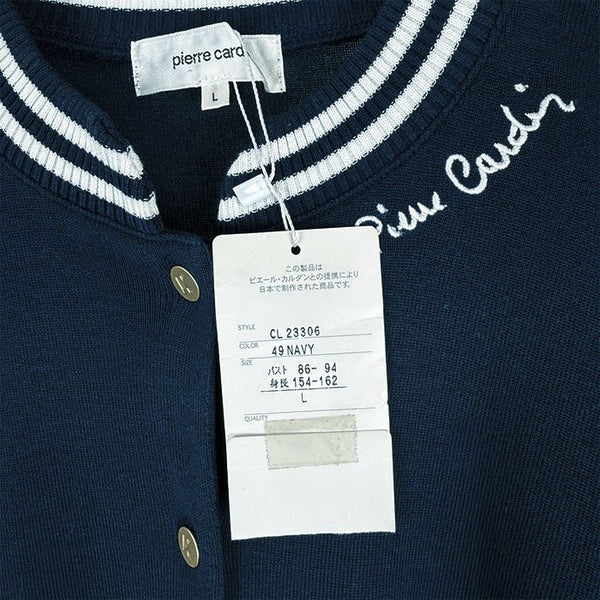 pierre card
L
Pierre Cardin
この製品は
ピエール・カルダンとの提携により
日本で制作された商品です。
STYLE CL 23306
COLOR 49 NAVY
SIZE バスト 86-94
身長 154-162
L
QUALITY